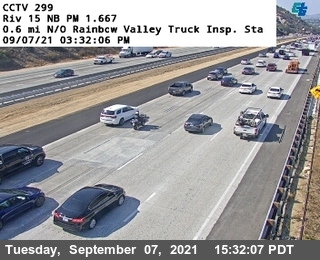 CCTV 299
Riv 15 NB PM 1.667
0.6 mi N/O Rainbow Valley Truck Insp. Sta
09/07/21 03:32:06 PM
Tuesday, September 07, 2021 15:32:07 PDT